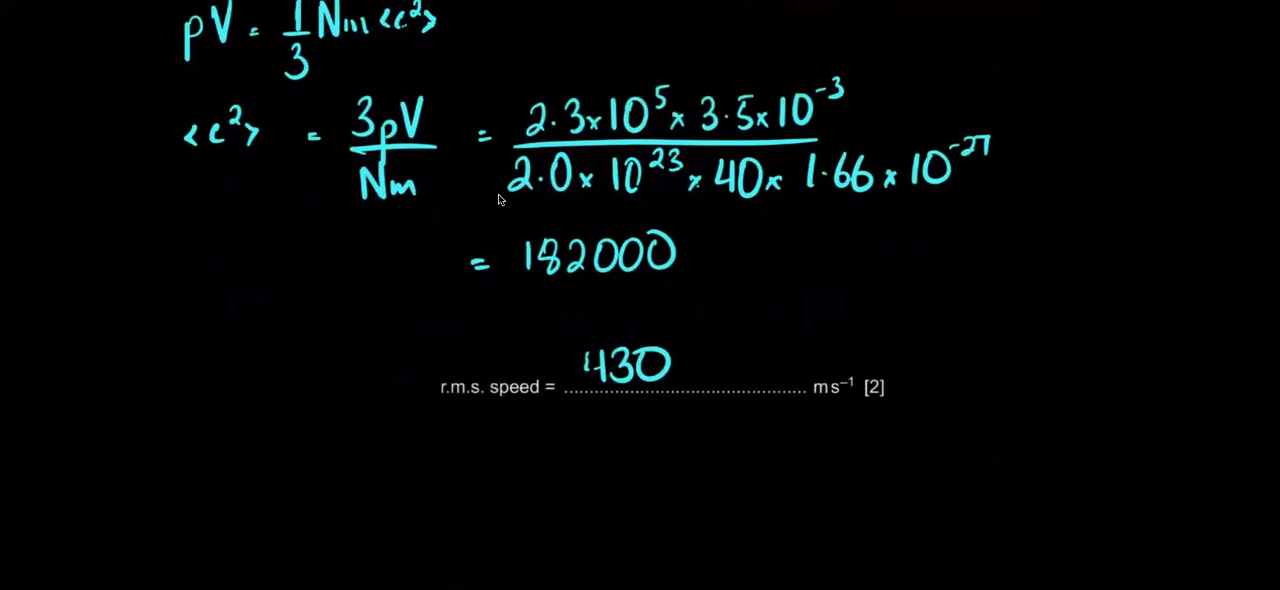 pV = 1/3 Nm <c²>
<c²> = 3pV/Nm = 2.3×10⁵ × 3.5×10⁻³ / 2.0×10²³ × 40 × 1.66×10⁻²⁷
= 182000
430
r.m.s. speed = .................................................. m s⁻¹ [2]